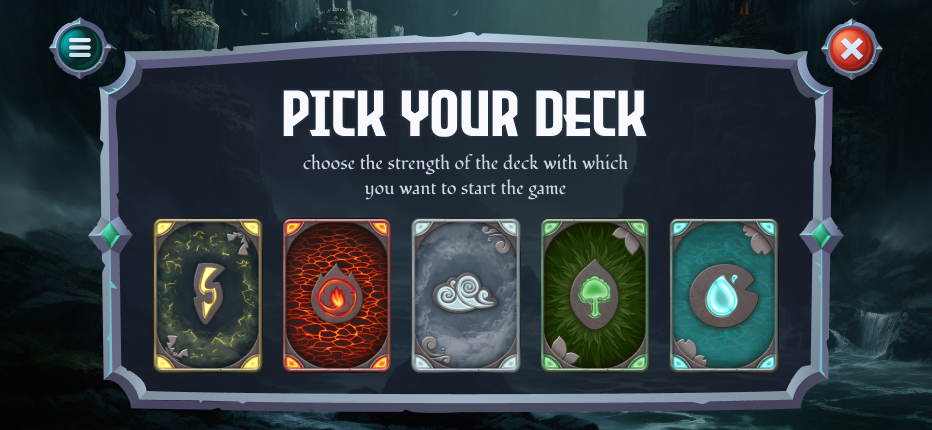 PICK YOUR DECK
choose the strength of the deck with which
you want to start the game